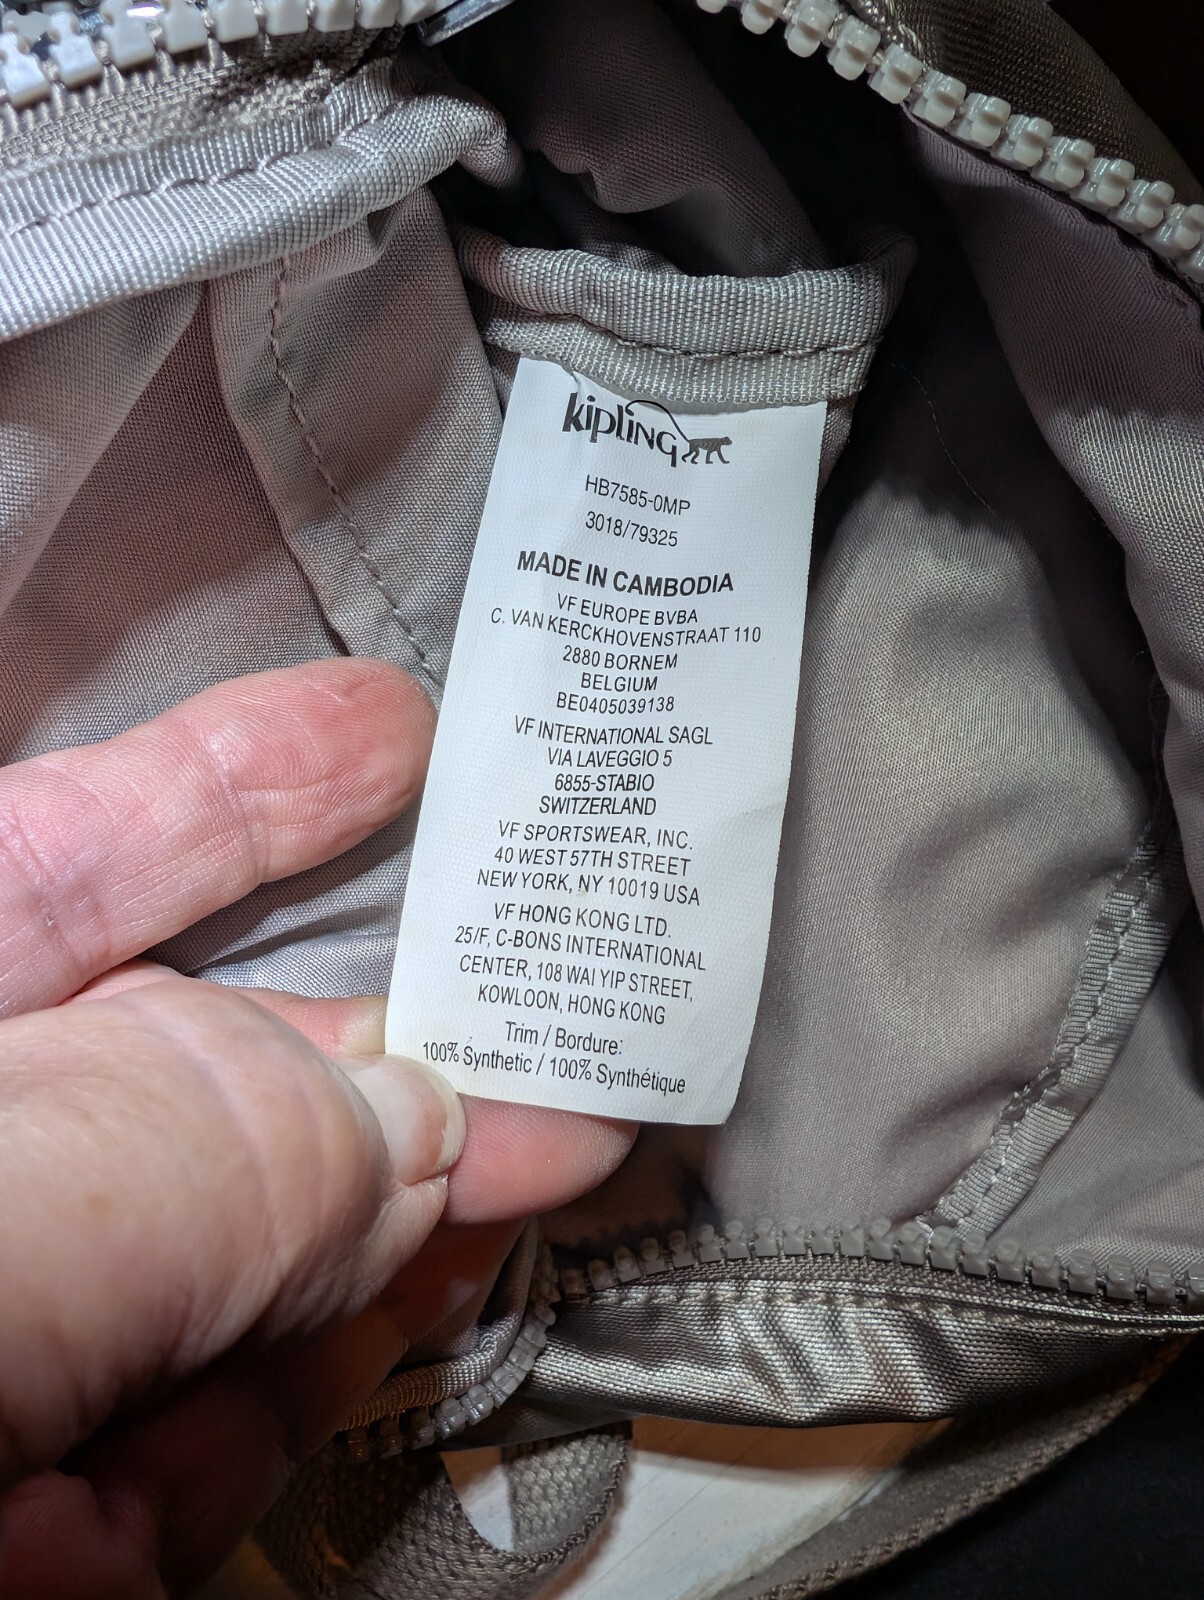 kipling
HB7585-0MP
3018/79325
MADE IN CAMBODIA
VF EUROPE BVBA
C. VAN KERCKHOVENSTRAAT 110
2880 BORNEM
BELGIUM
BE0405039138
VF INTERNATIONAL SAGL
VIA LAVEGGIO 5
6855-STABIO
SWITZERLAND
VF SPORTSWEAR, INC.
40 WEST 57TH STREET
NEW YORK, NY 10019 USA
VF HONG KONG LTD.
25/F, C-BONS INTERNATIONAL
CENTER, 108 WAI YIP STREET,
KOWLOON, HONG KONG
Trim / Bordure:
100% Synthetic / 100% Synthétique